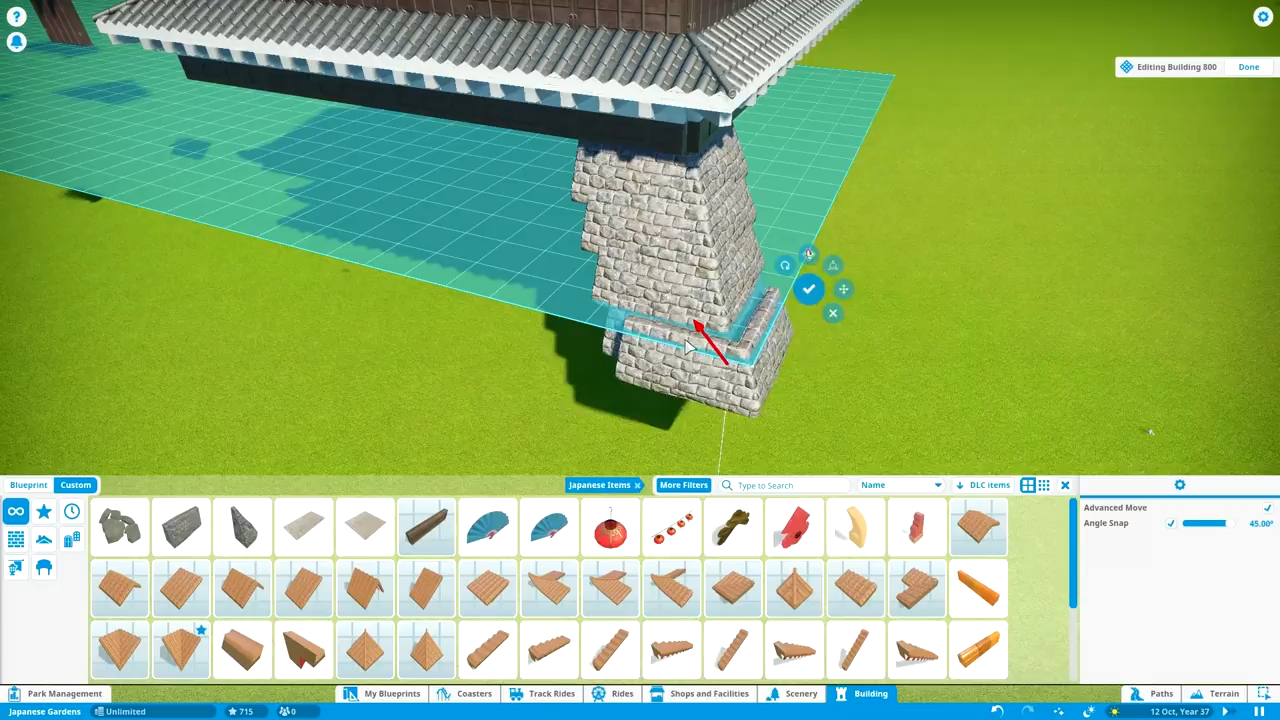 ?
Editing Building 800 Done
Blueprint Custom Japanese Items More Filters Type to Search Name DLC items
Advanced Move
Angle Snap 45.00°
Park Management My Blueprints Coasters Track Rides Rides Shops and Facilities Scenery Building Paths Terrain
Japanese Gardens Unlimited 715 0 12 Oct, Year 37